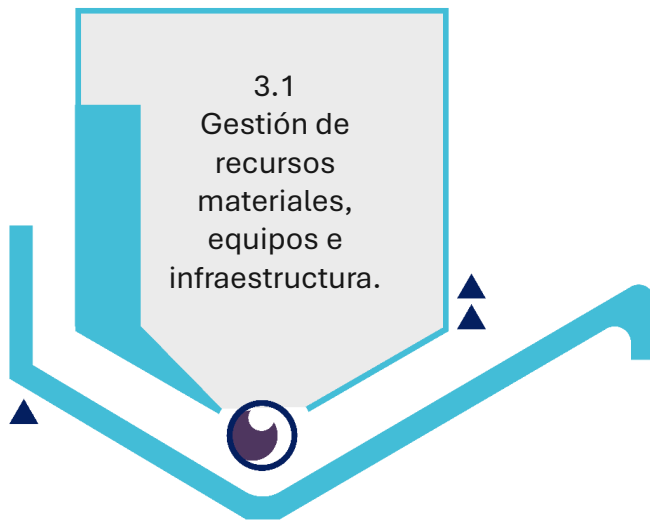 3.1
Gestión de
recursos
materiales,
equipos e
infraestructura.